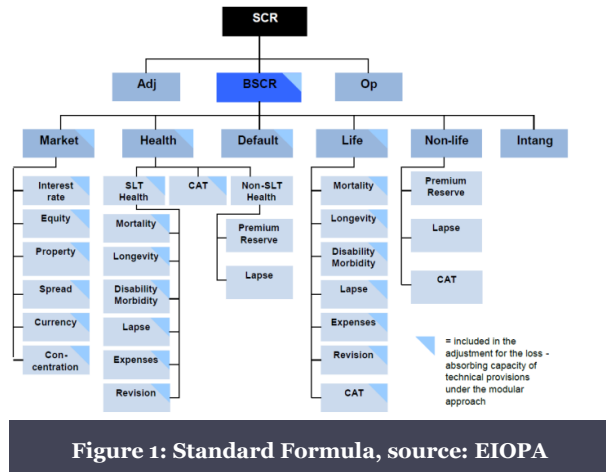 SCR
Adj
BSCR
Op
Market
Health
Default
Life
Non-life
Intang
Interest
rate
Equity
Property
Spread
Currency
Con-
centration
SLT
Health
CAT
Non-SLT
Health
Mortality
Longevity
Disability
Morbidity
Lapse
Expenses
Revision
Premium
Reserve
Lapse
Mortality
Longevity
Disability
Morbidity
Lapse
Expenses
Revision
CAT
Premium
Reserve
Lapse
CAT
= included in the
adjustment for the loss -
absorbing capacity of
technical provisions
under the modular
approach
Figure 1: Standard Formula, source: EIOPA